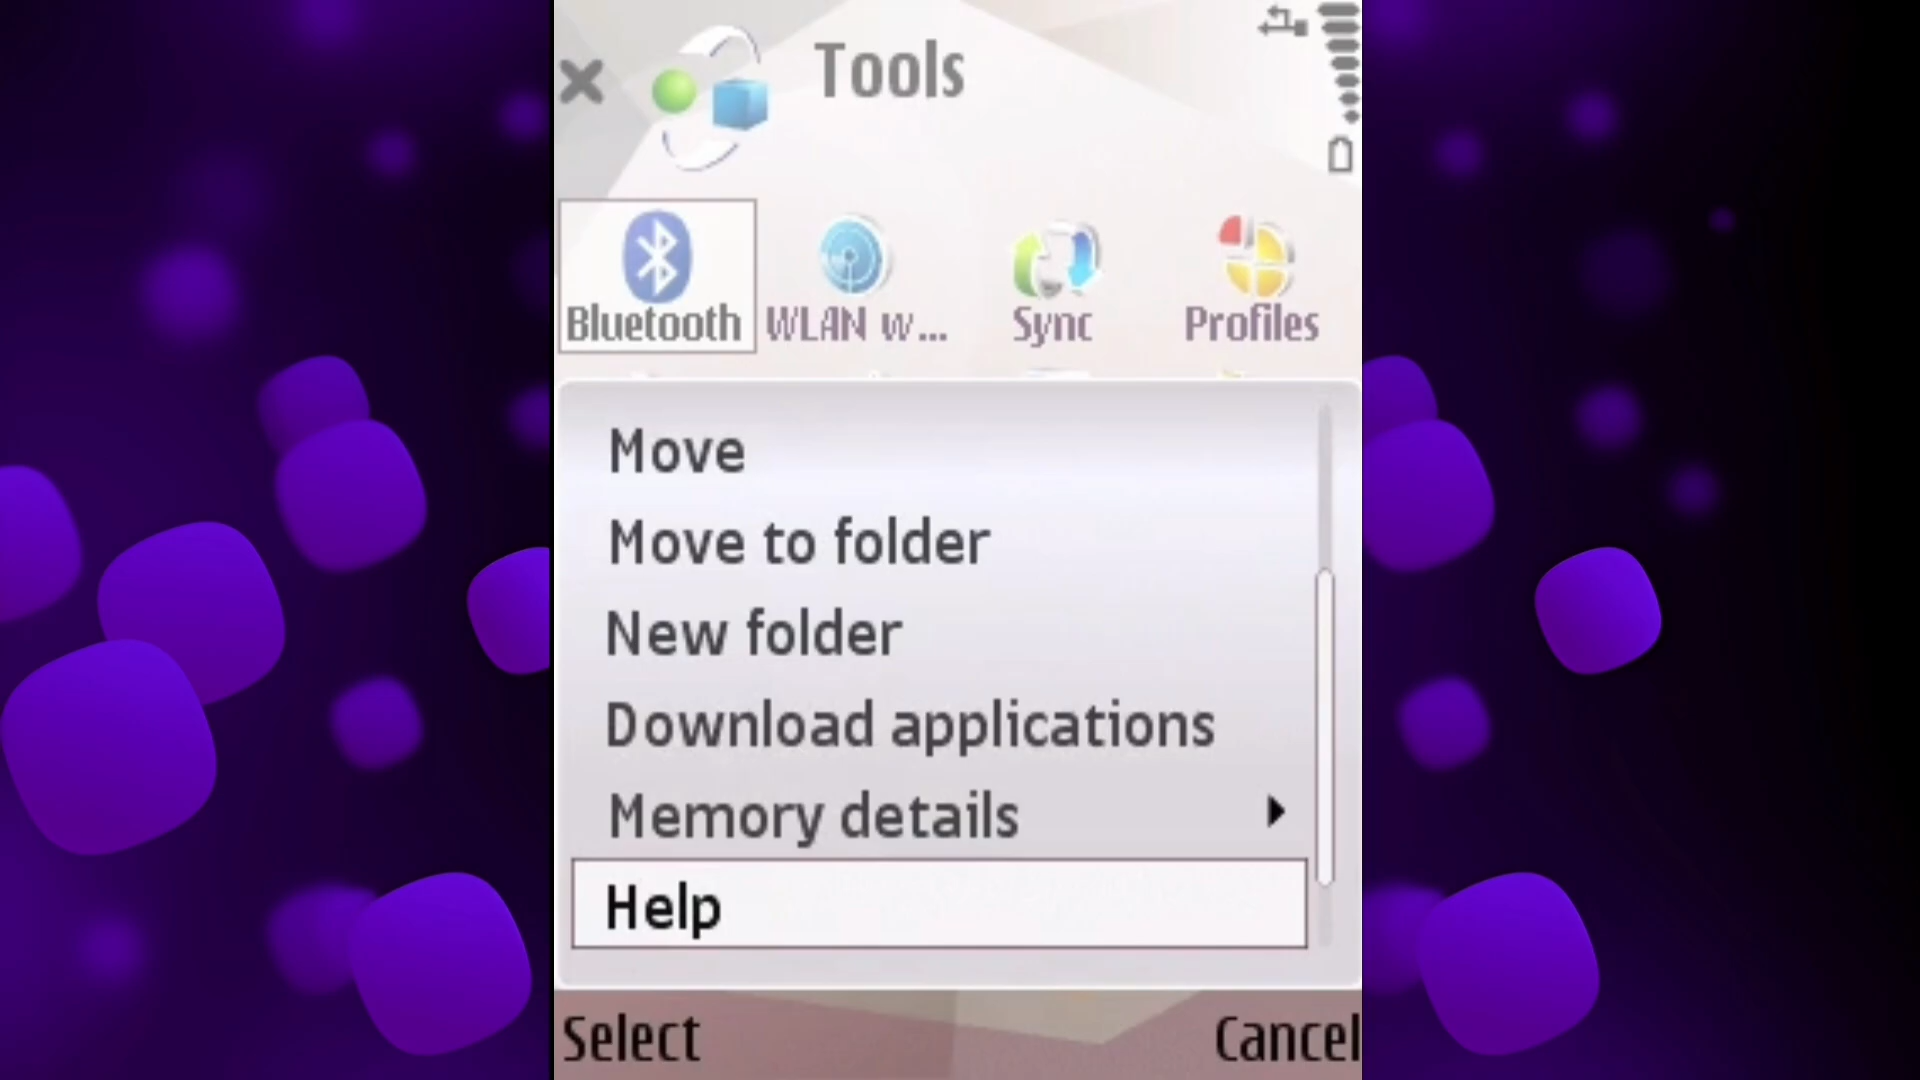 Tools
Bluetooth
WLAN w...
Sync
Profiles
Move
Move to folder
New folder
Download applications
Memory details
Help
Select
Cancel